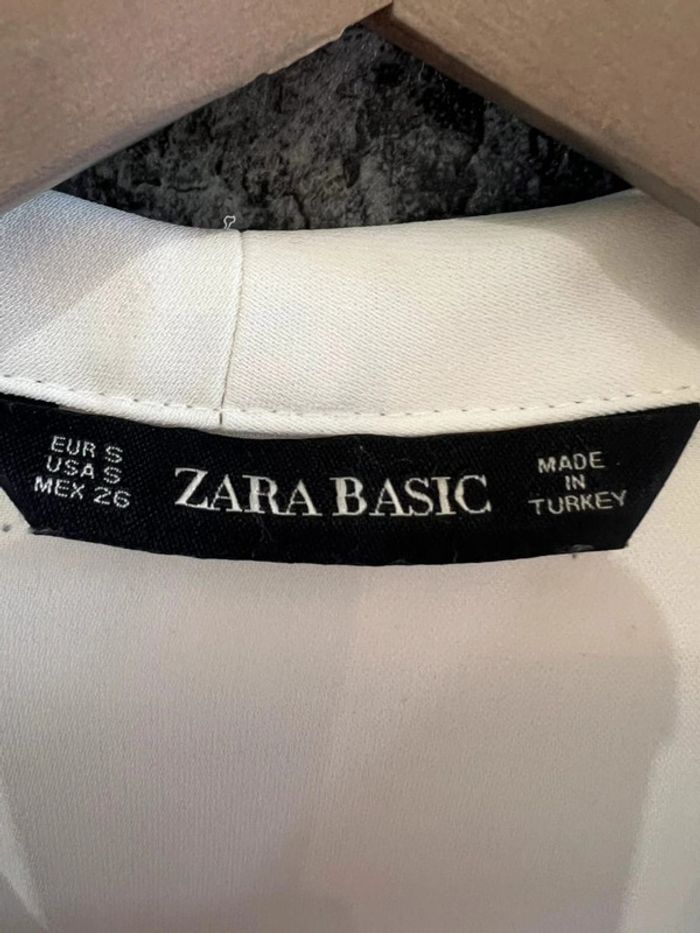 EUR S
USA S
MEX 26
ZARA BASIC
MADE
IN
TURKEY